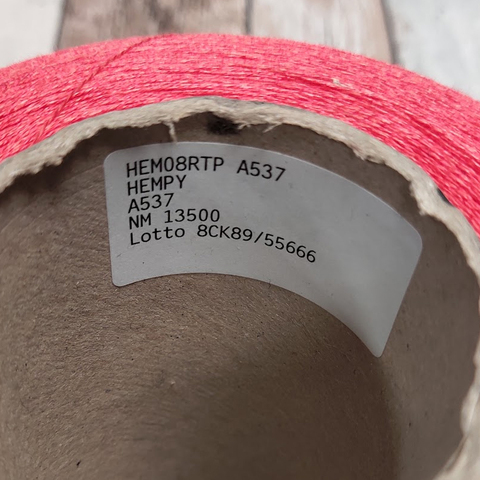 HEM08RTP A537
HEMPY
A537
NM 13500
Lotto 8CK89/55666